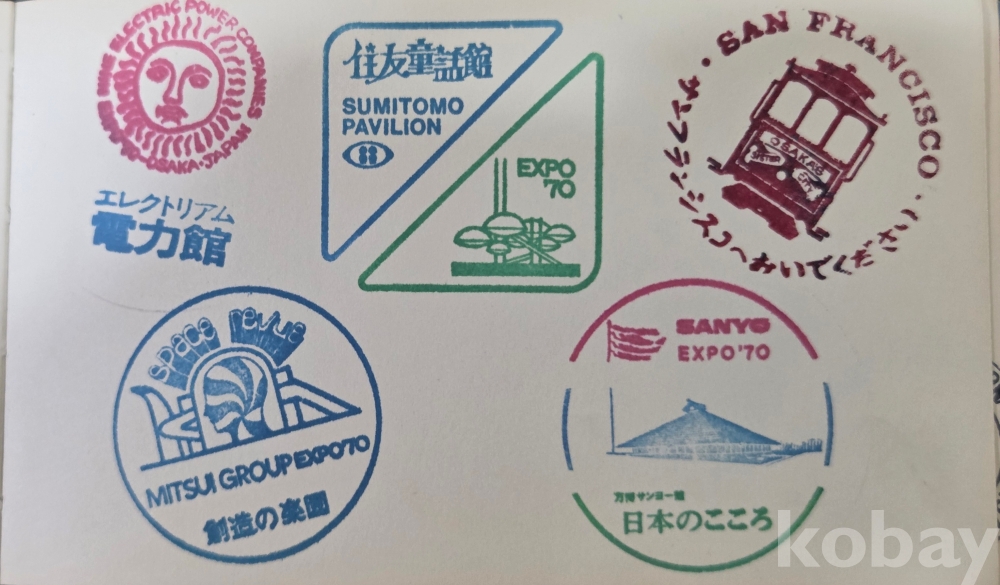 NINE ELECTRIC POWER COMPANIES
OSAKA・JAPAN
エレクトリアム
電力館
住友童話館
SUMITOMO
PAVILION
EXPO
'70
SAN FRANCISCO
サンフランシスコへおいでください
OSAKA'S
SISTER CITY
space revue
MITSUI GROUP EXPO'70
創造の楽園
SANYO
EXPO'70
万博サンヨー館
日本のこころ
kobay